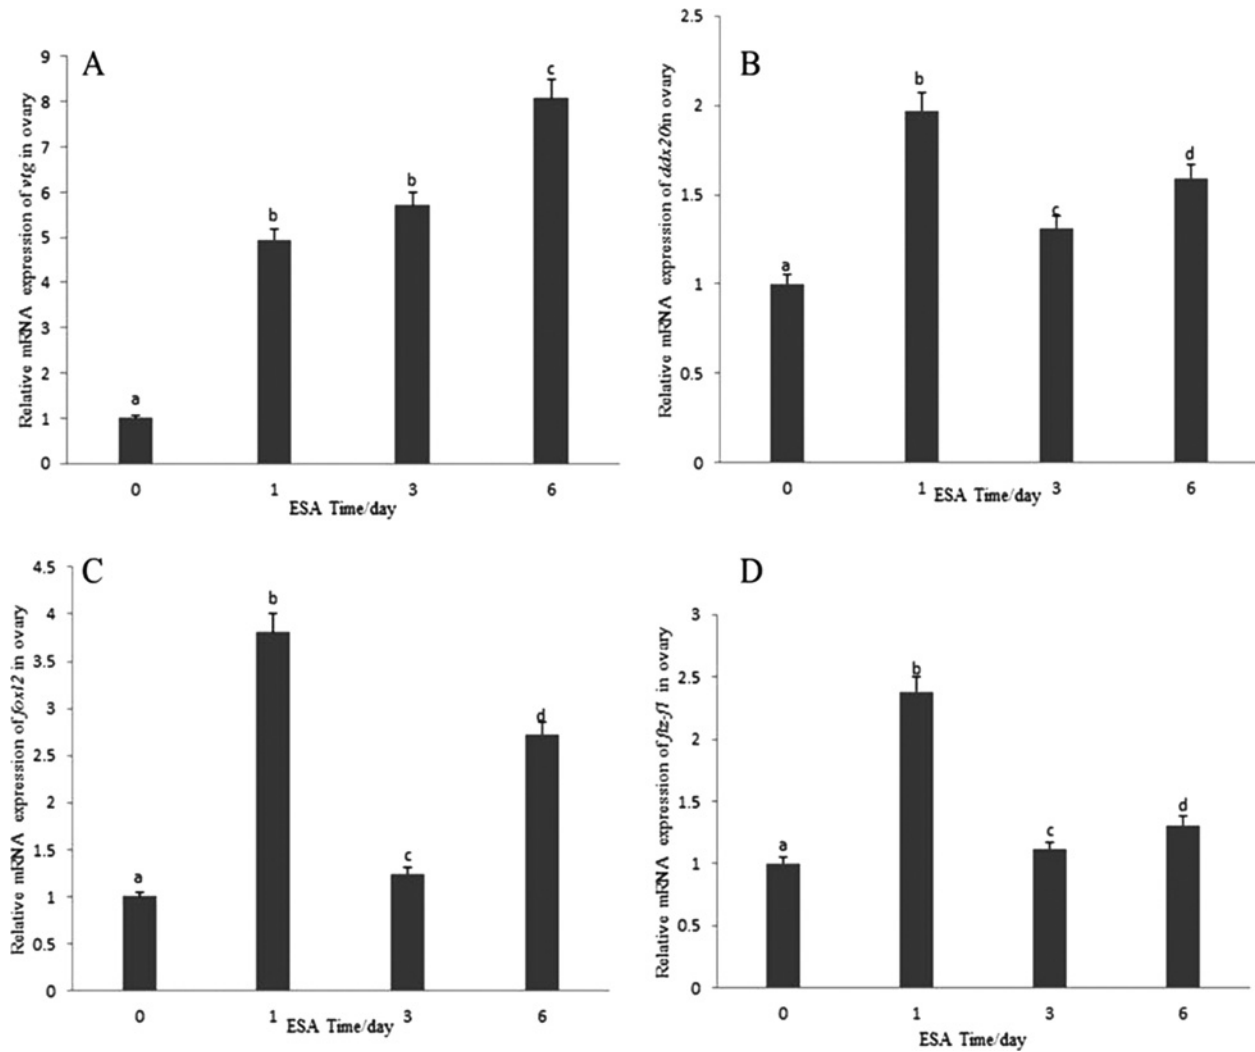 A
Relative mRNA expression of vtg in ovary
9
8
7
6
5
4
3
2
1
0
a
b
b
c
0 1 3 6
ESA Time/day
B
Relative mRNA expression of ddx20in ovary
2.5
2
1.5
1
0.5
0
a
b
c
d
0 1 3 6
ESA Time/day
C
Relative mRNA expression of foxl2 in ovary
4.5
4
3.5
3
2.5
2
1.5
1
0.5
0
a
b
c
d
0 1 3 6
ESA Time/day
D
Relative mRNA expression of ftz-f1 in ovary
3
2.5
2
1.5
1
0.5
0
a
b
c
d
0 1 3 6
ESA Time/day